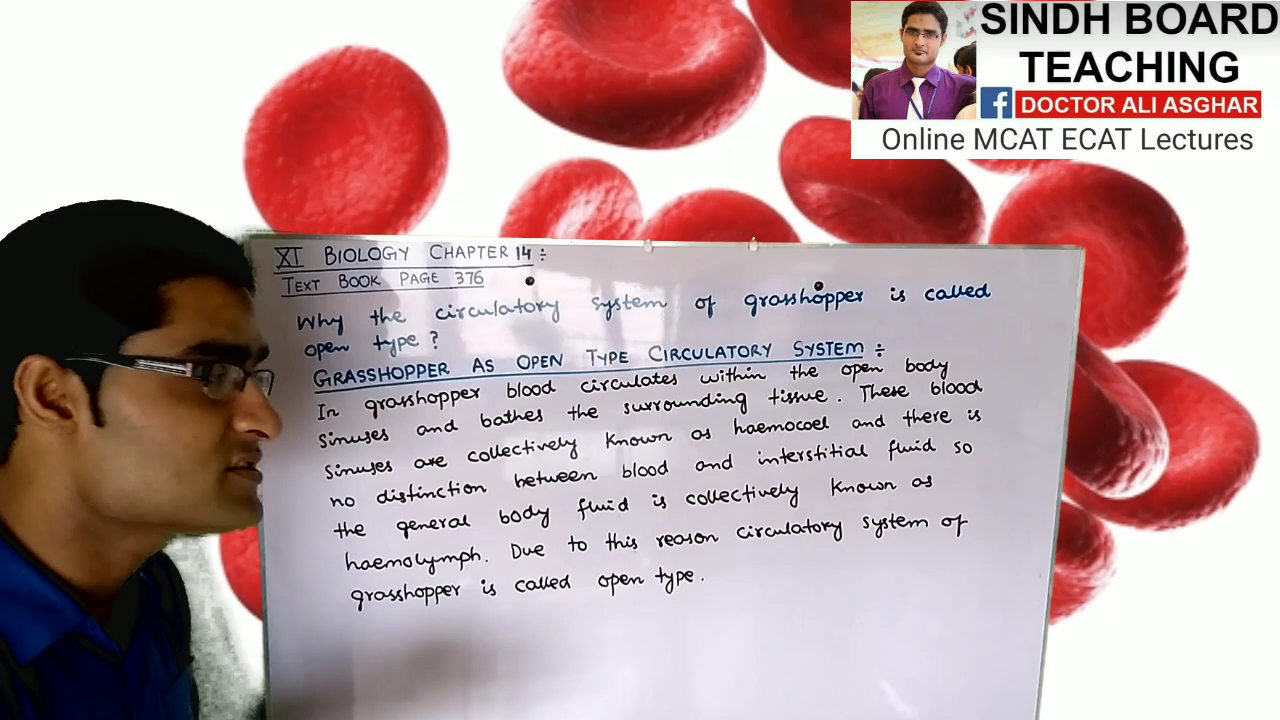 SINDH BOARD
TEACHING
f DOCTOR ALI ASGHAR
Online MCAT ECAT Lectures
XI BIOLOGY CHAPTER 14 ÷
TEXT BOOK PAGE 376
Why the circulatory system of grasshopper is called
open type ?
GRASSHOPPER AS OPEN TYPE CIRCULATORY SYSTEM ÷
In grasshopper blood circulates within the open body
sinuses and bathes the surrounding tissue. These blood
sinuses are collectively known as haemocoel and there is
no distinction between blood and interstitial fluid so
the general body fluid is collectively known as
haemolymph. Due to this reason circulatory system of
grasshopper is called open type.